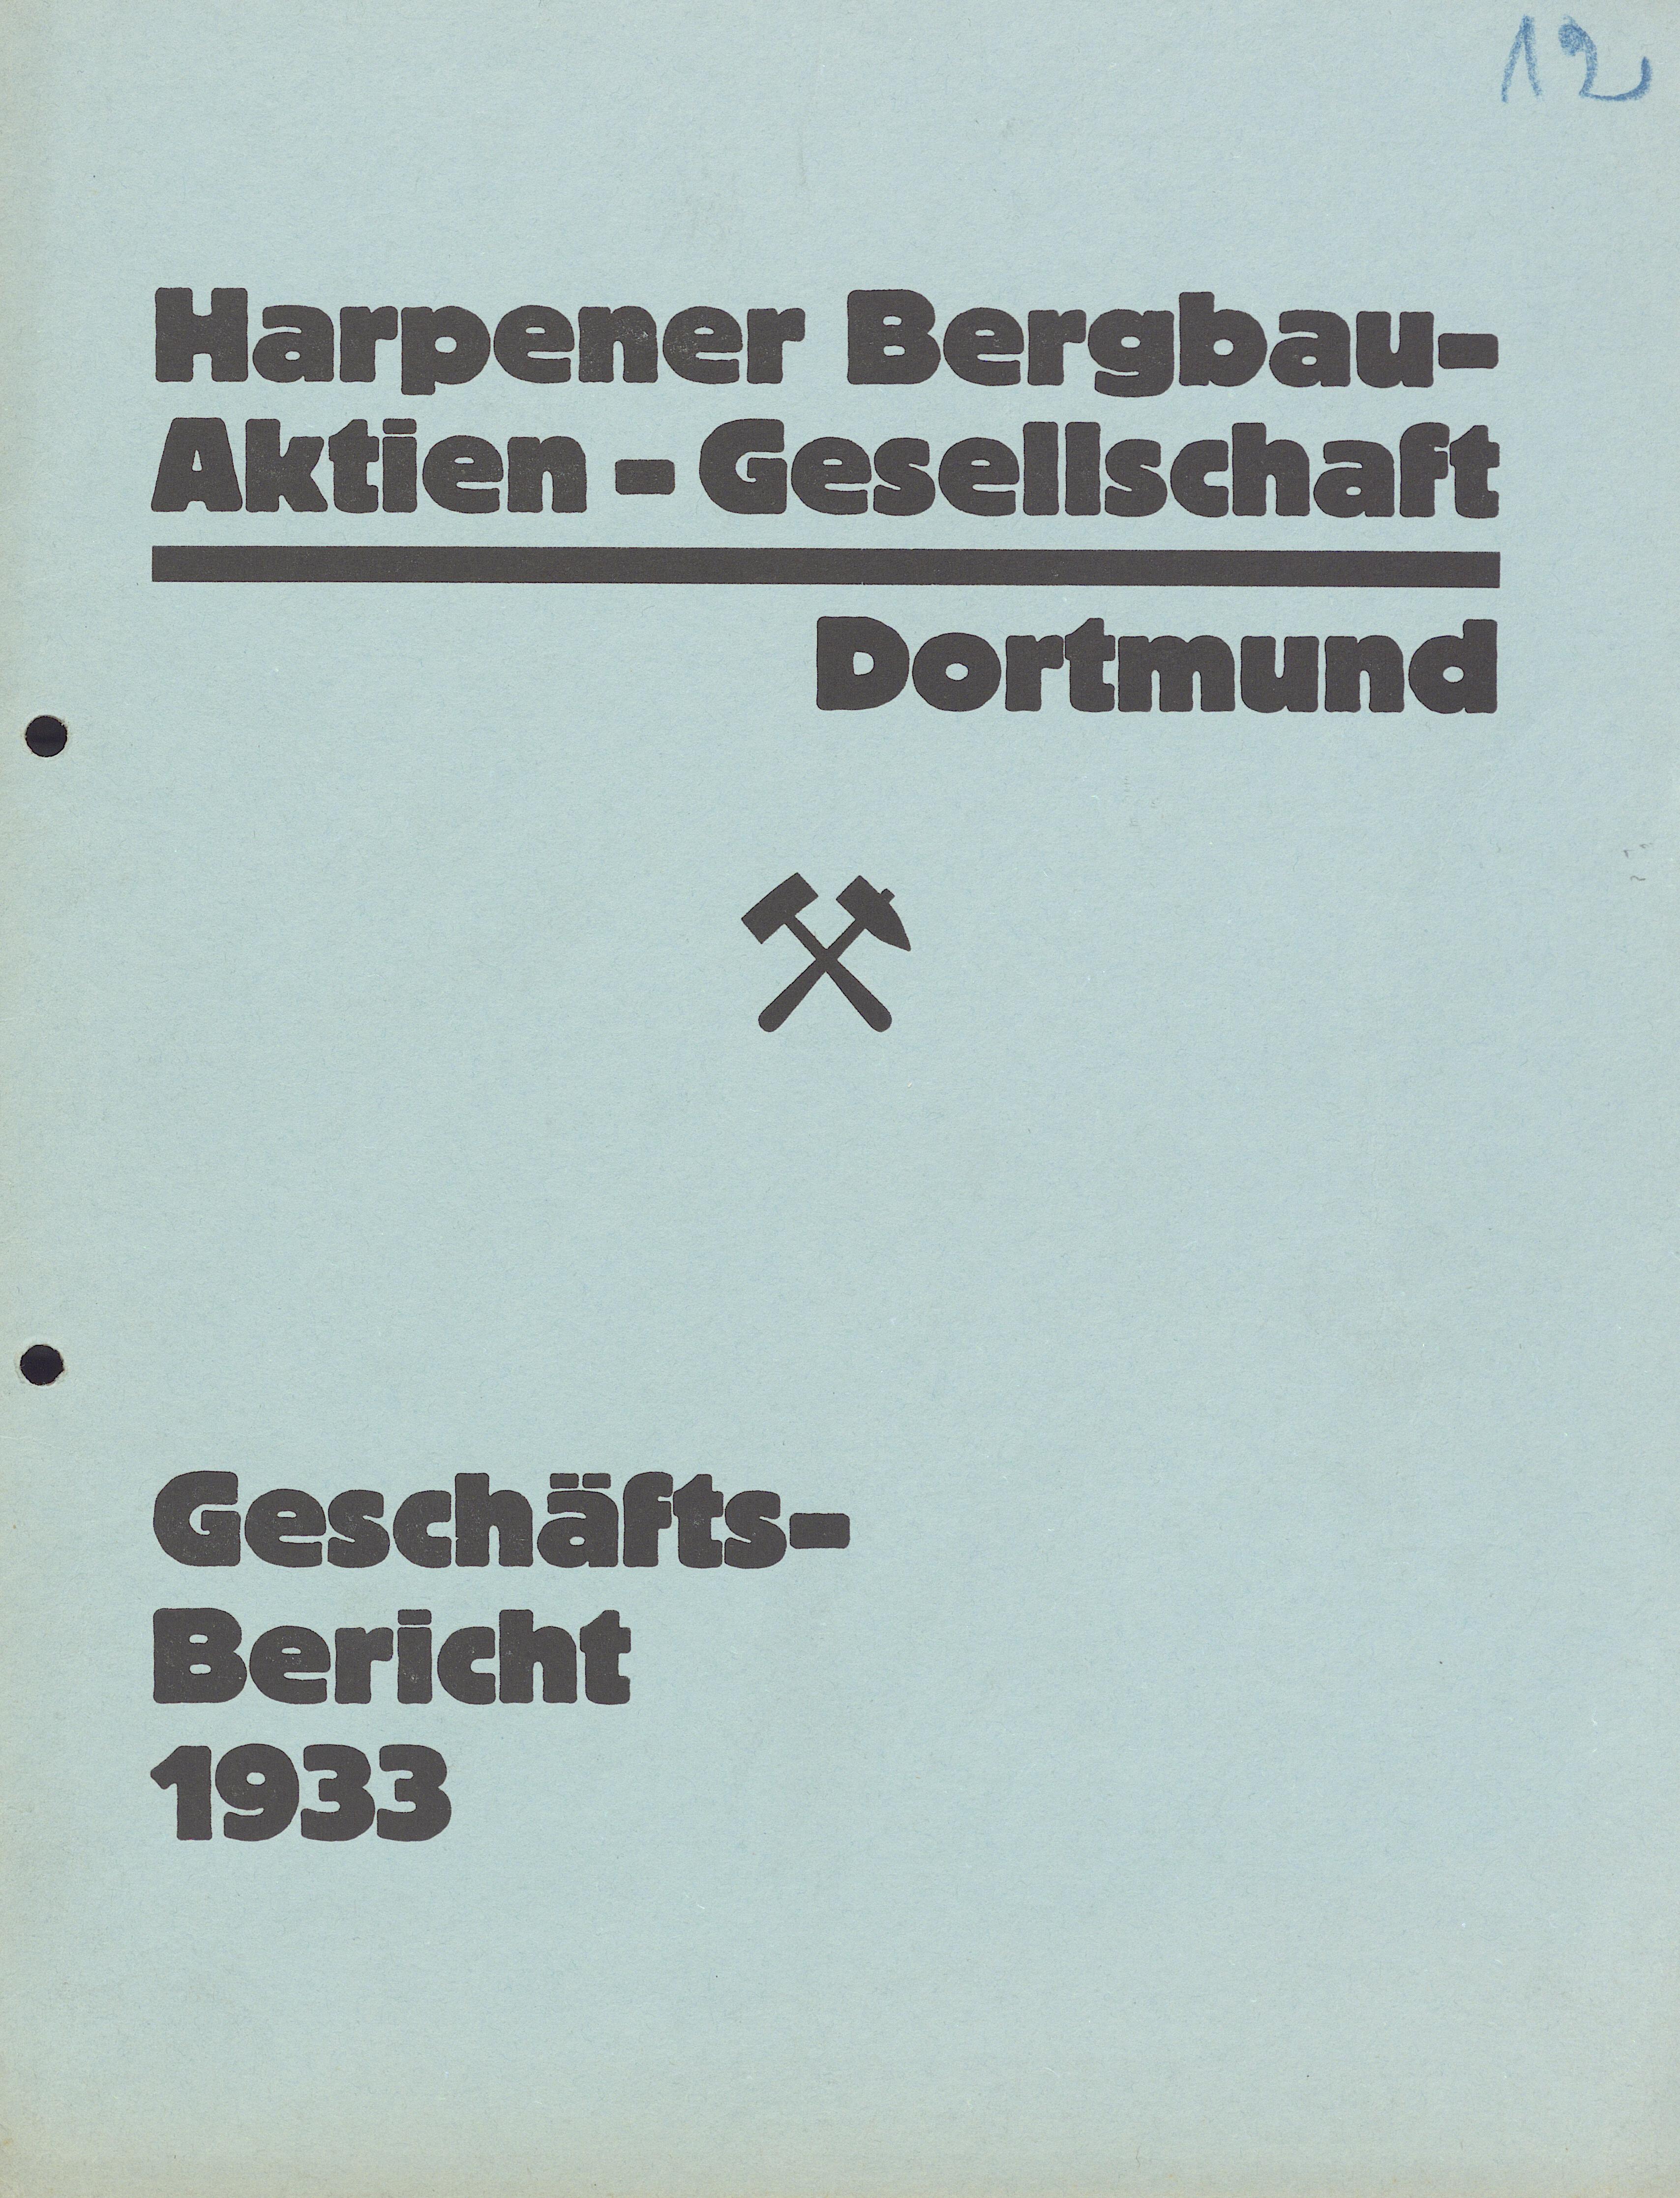 12
Harpener Bergbau-
Aktien-Gesellschaft
Dortmund
Geschäfts-
Bericht
1933